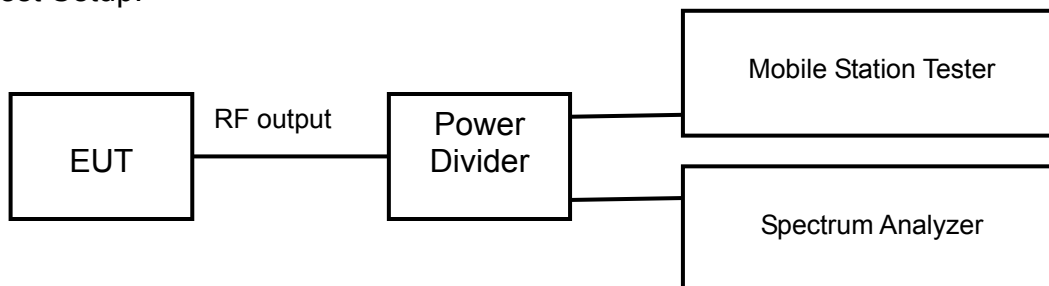 EUT
RF output
Power
Divider
Mobile Station Tester
Spectrum Analyzer